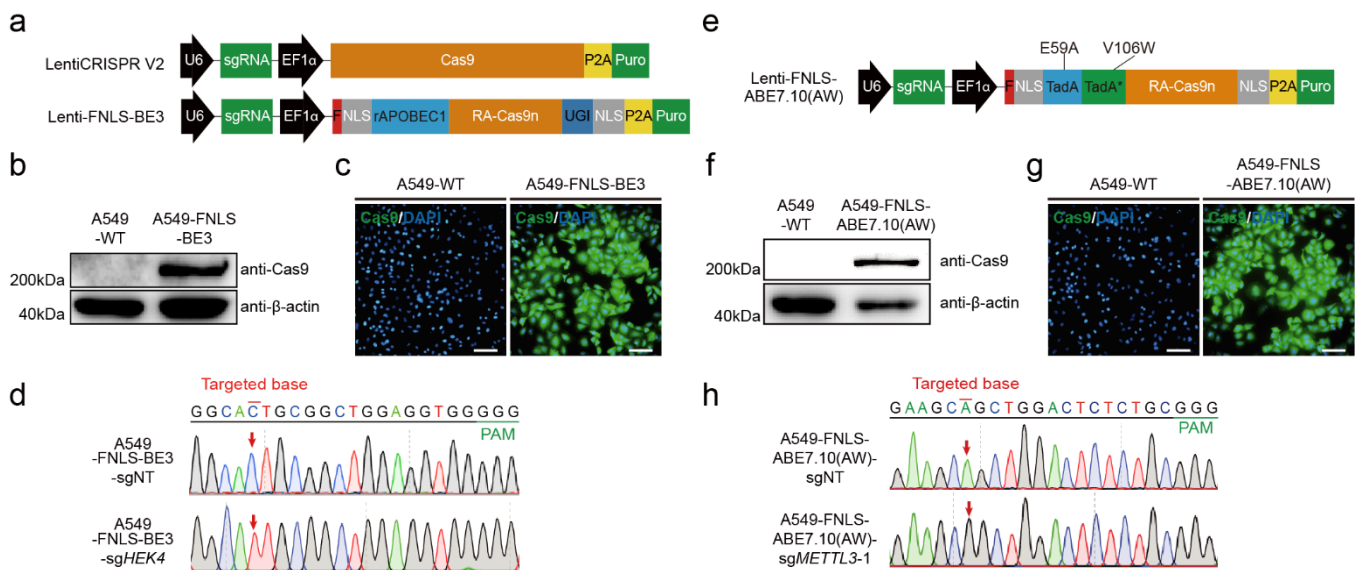 a
LentiCRISPR V2
U6 sgRNA EF1α Cas9 P2A Puro
Lenti-FNLS-
BE3
U6 sgRNA EF1α F NLS rAPOBEC1 RA-Cas9n UGI NLS P2A Puro
e
E59A V106W
Lenti-FNLS-
ABE7.10(AW)
U6 sgRNA EF1α F NLS TadA TadA* RA-Cas9n NLS P2A Puro
b
A549
-WT
A549-FNLS
-BE3
200kDa
anti-Cas9
40kDa
anti-β-actin
c
A549-WT
A549-FNLS-BE3
Cas9/DAPI
Cas9/DAPI
f
A549
-WT
A549-FNLS-
ABE7.10(AW)
200kDa
anti-Cas9
40kDa
anti-β-actin
g
A549-WT
A549-FNLS
-ABE7.10(AW)
Cas9/DAPI
Cas9/DAPI
d
Targeted base
G G C A C T G C G G C T G G A G G T G G G G G
PAM
A549
-FNLS-BE3
-sgNT
A549
-FNLS-BE3
-sgHEK4
h
Targeted base
G A A G C A G C T G G A C T C T C T G C G G G
PAM
A549-FNLS-
ABE7.10(AW)-
sgNT
A549-FNLS-
ABE7.10(AW)-
sgMETTL3-1